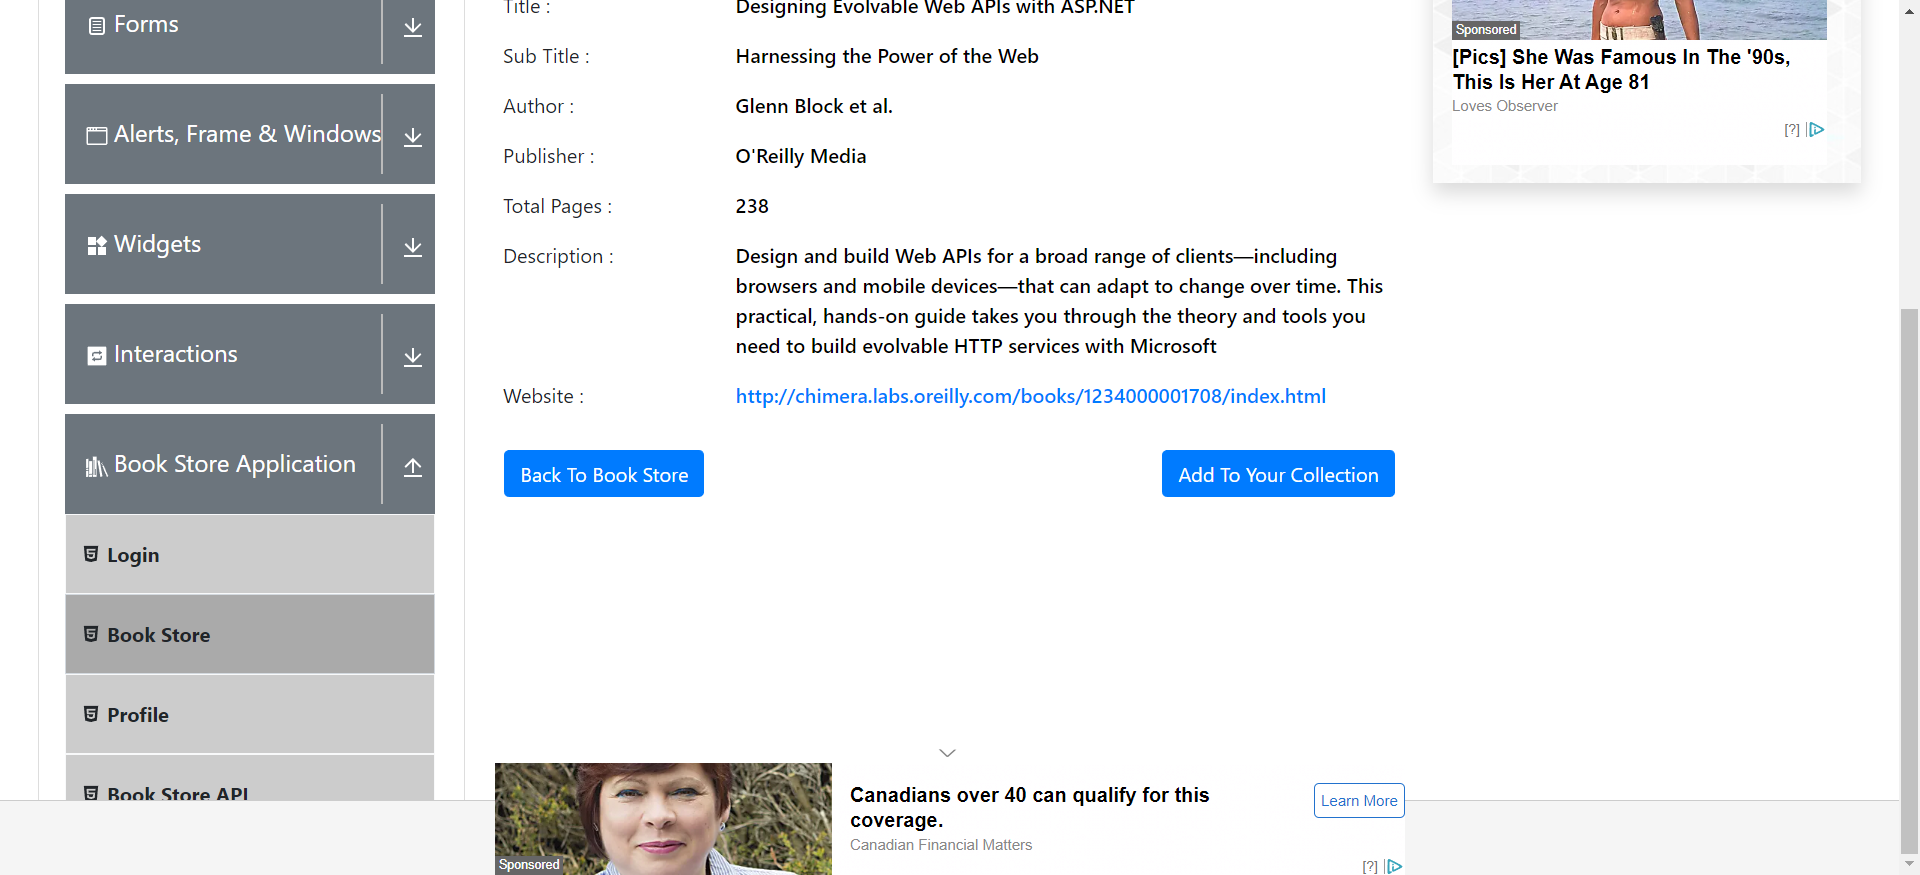 Forms
Alerts, Frame & Windows
Widgets
Interactions
Book Store Application
Login
Book Store
Profile
Book Store API
Title :
Designing Evolvable Web APIs with ASP.NET
Sub Title :
Harnessing the Power of the Web
Author :
Glenn Block et al.
Publisher :
O'Reilly Media
Total Pages :
238
Description :
Design and build Web APIs for a broad range of clients—including
browsers and mobile devices—that can adapt to change over time. This
practical, hands-on guide takes you through the theory and tools you
need to build evolvable HTTP services with Microsoft
Website :
http://chimera.labs.oreilly.com/books/1234000001708/index.html
Back To Book Store
Add To Your Collection
Sponsored
[Pics] She Was Famous In The '90s,
This Is Her At Age 81
Loves Observer
[?]
Sponsored
Canadians over 40 can qualify for this
coverage.
Canadian Financial Matters
Learn More
[?]